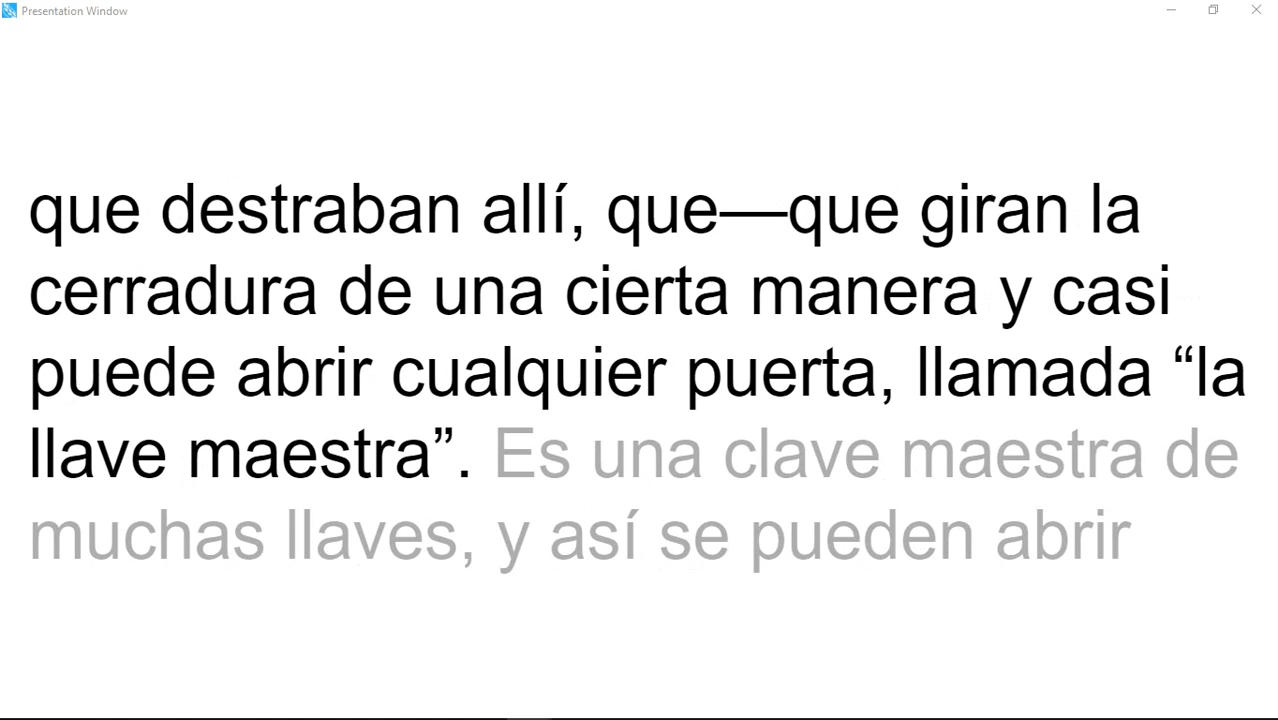 Presentation Window
que destraban allí, que—que giran la
cerradura de una cierta manera y casi
puede abrir cualquier puerta, llamada “la
llave maestra”. Es una clave maestra de
muchas llaves, y así se pueden abrir